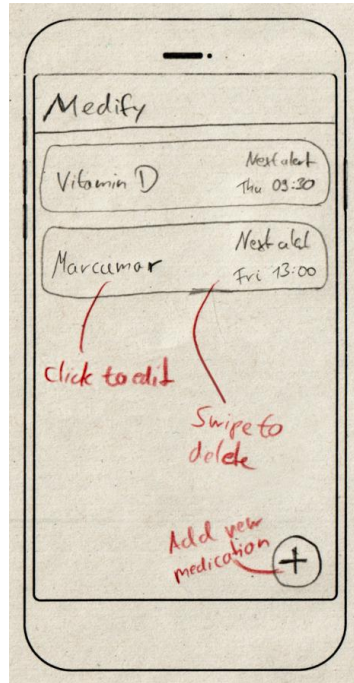 Medify
Vitamin D
Next alert
Thu 09:30
Marcumar
Next alert
Fri 13:00
Click to edit
Swipe to
delete
Add new
medication
+